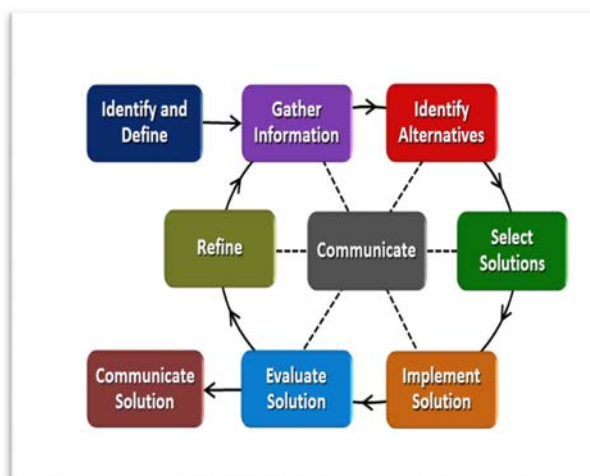 Identify and
Define
Gather
Information
Identify
Alternatives
Refine
Communicate
Select
Solutions
Communicate
Solution
Evaluate
Solution
Implement
Solution